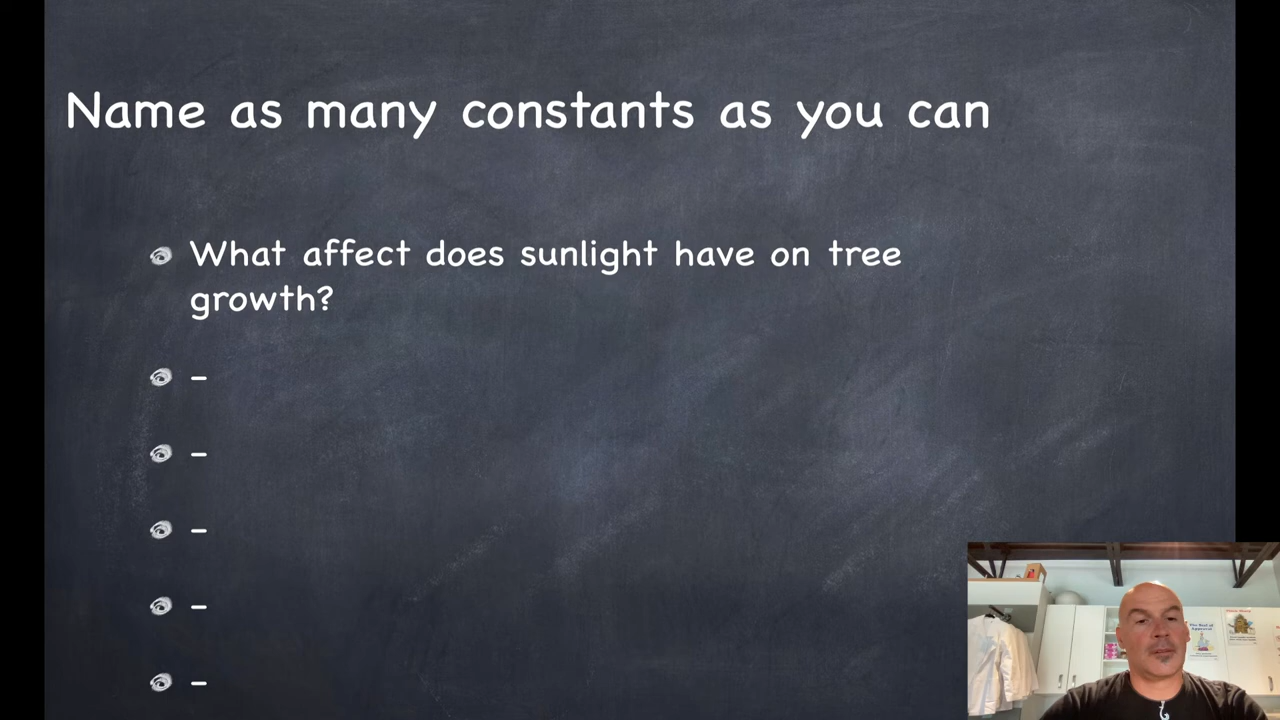 Name as many constants as you can
What affect does sunlight have on tree
growth?
-
-
-
-
-